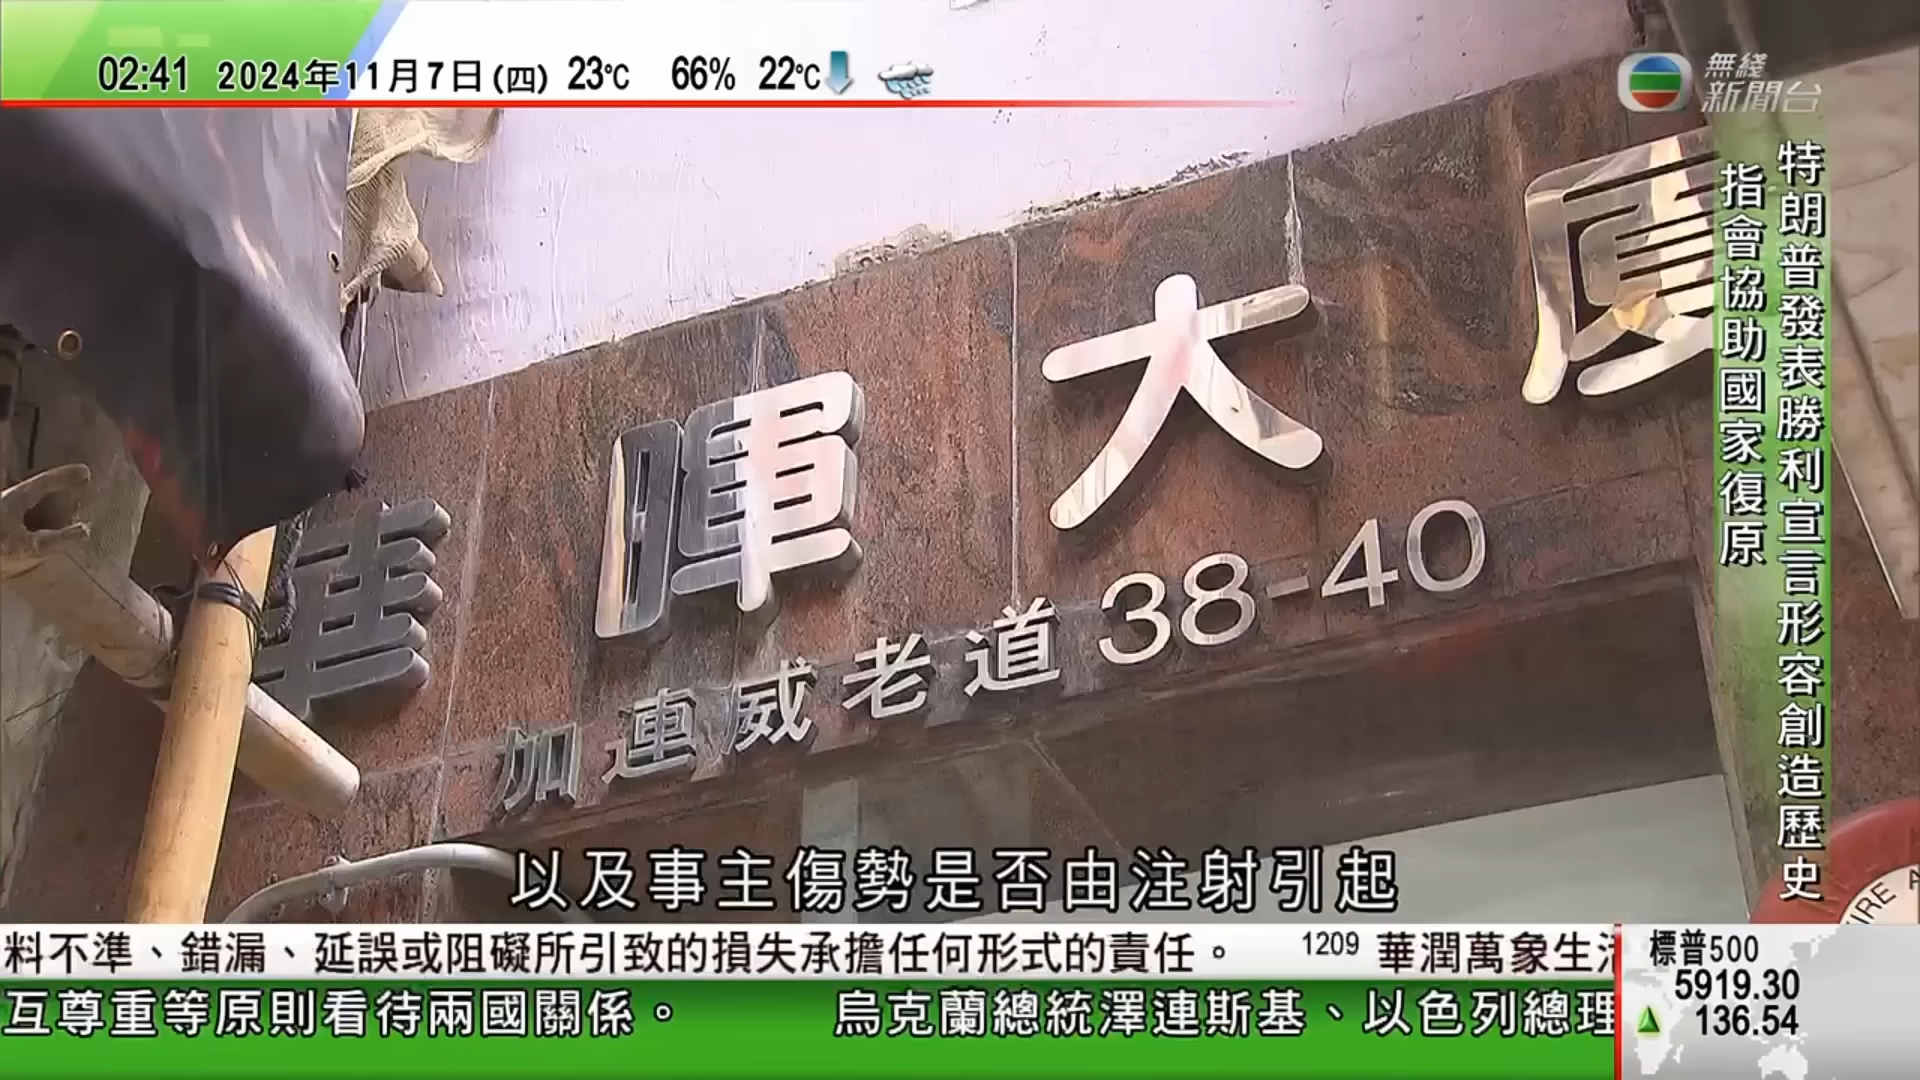 02:41 2024年11月7日(四) 23℃ 66% 22℃
無綫
新聞台
特朗普發表勝利宣言形容創造歷史
指會協助國家復原
華暉大廈
加連威老道38-40
以及事主傷勢是否由注射引起
料不準、錯漏、延誤或阻礙所引致的損失承擔任何形式的責任。 1209 華潤萬象生活
互尊重等原則看待兩國關係。 烏克蘭總統澤連斯基、以色列總理
標普500
5919.30
136.54